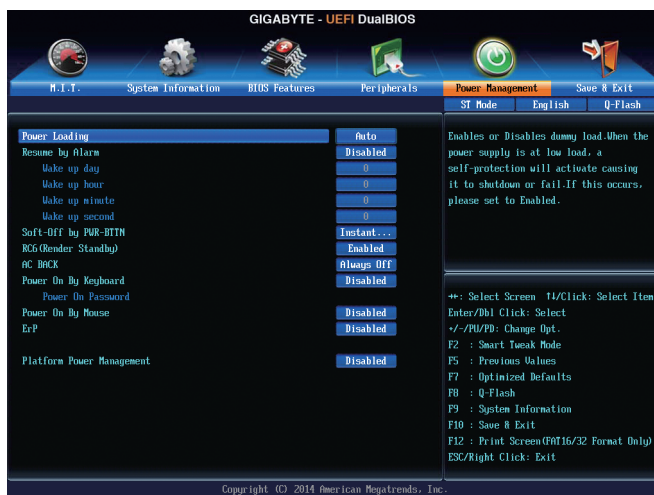 GIGABYTE - UEFI DualBIOS
M.I.T. System Information BIOS Features Peripherals Power Management Save & Exit
ST Mode English Q-Flash
Power Loading Auto
Resume by Alarm Disabled
Wake up day 0
Wake up hour 0
Wake up minute 0
Wake up second 0
Soft-Off by PWR-BTTN Instant...
RC6(Render Standby) Enabled
AC BACK Always Off
Power On By Keyboard Disabled
Power On Password
Power On By Mouse Disabled
ErP Disabled
Platform Power Management Disabled
Enables or Disables dummy load.When the
power supply is at low load, a
self-protection will activate causing
it to shutdown or fail.If this occurs,
please set to Enabled.
→←: Select Screen ↑↓/Click: Select Item
Enter/Dbl Click: Select
+/-/PU/PD: Change Opt.
F2 : Smart Tweak Mode
F5 : Previous Values
F7 : Optimized Defaults
F8 : Q-Flash
F9 : System Information
F10 : Save & Exit
F12 : Print Screen(FAT16/32 Format Only)
ESC/Right Click: Exit
Copyright (C) 2014 American Megatrends, Inc.